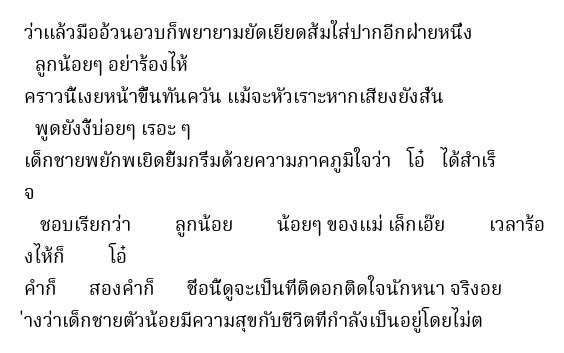 ว่าแล้วมืออ้วนอวบก็พยายามยัดเยียดส้มใส่ปากอีกฝ่ายหนึ่ง
ลูกน้อยๆ อย่าร้องไห้
คราวนี้เงยหน้าขึ้นทันควัน แม้จะหัวเราะหากเสียงยังสั่น
พูดยังงี้บ่อยๆ เรอะ ๆ
เด็กชายพยักพเยิดยิ้มกรีมด้วยความภาคภูมิใจว่า โอ๋ ได้สำเร็
จ
ชอบเรียกว่า ลูกน้อย น้อยๆ ของแม่ เล็กเอ๊ย เวลาร้อ
งไห้ก็ โอ๋
คำก็ สองคำก็ ชื่อนี้ดูจะเป็นที่ติดอกติดใจนักหนา จริงอย
่างว่าเด็กชายตัวน้อยมีความสุขกับชีวิตที่กำลังเป็นอยู่โดยไม่ต